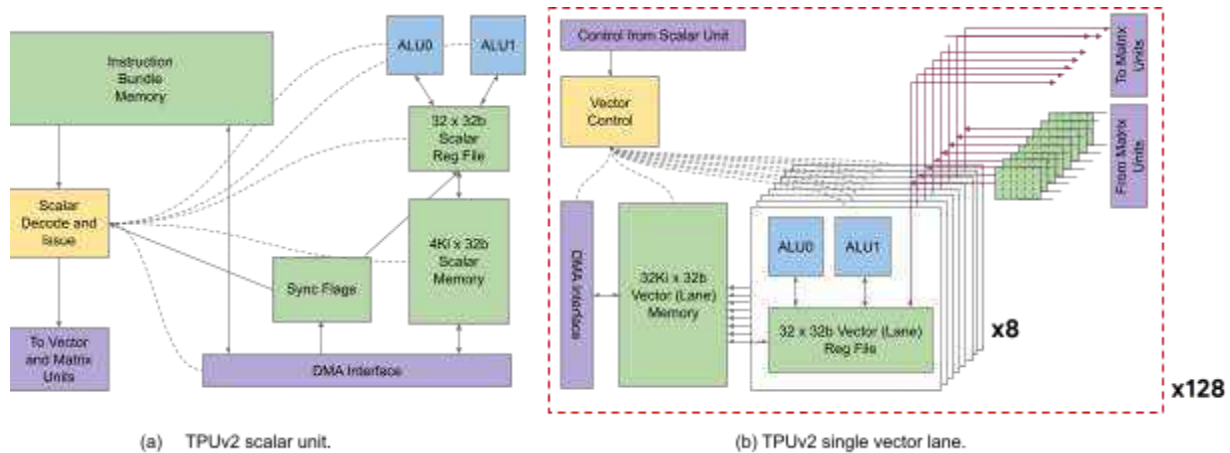 Instruction
Bundle
Memory
ALU0
ALU1
32 x 32b
Scalar
Reg File
Scalar
Decode and
Issue
4Ki x 32b
Scalar
Memory
Sync Flags
To Vector
and Matrix
Units
DMA Interface
(a) TPUv2 scalar unit.
Control from Scalar Unit
Vector
Control
To Matrix
Units
From Matrix
Units
DMA Interface
32Ki x 32b
Vector (Lane)
Memory
ALU0
ALU1
32 x 32b Vector (Lane)
Reg File
x8
x128
(b) TPUv2 single vector lane.